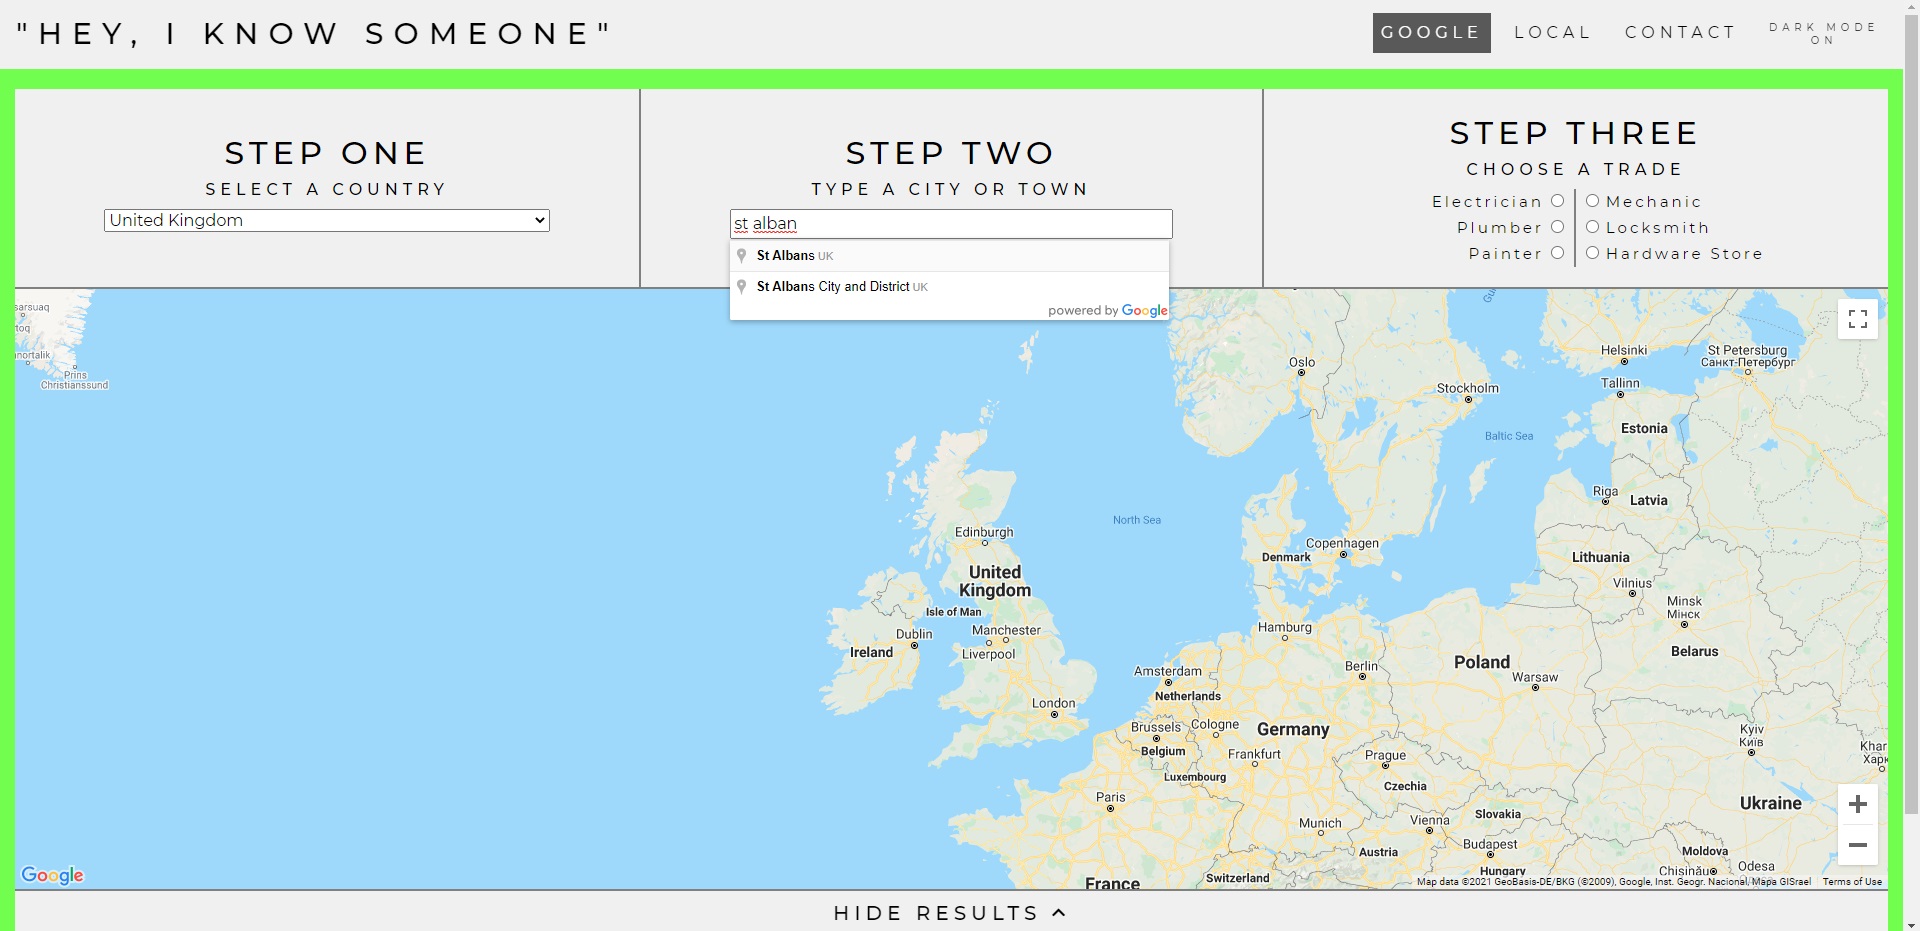 "HEY, I KNOW SOMEONE"
GOOGLE
LOCAL
CONTACT
DARK MODE
ON
STEP ONE
SELECT A COUNTRY
United Kingdom
STEP TWO
TYPE A CITY OR TOWN
st alban
St Albans UK
St Albans City and District UK
powered by Google
STEP THREE
CHOOSE A TRADE
Electrician
Mechanic
Plumber
Locksmith
Painter
Hardware Store
Prins
Christianssund
Oslo
Helsinki
St Petersburg
Санкт-Петербург
Tallinn
Stockholm
Estonia
Baltic Sea
Riga
Latvia
North Sea
Edinburgh
Copenhagen
Denmark
Lithuania
United
Kingdom
Vilnius
Isle of Man
Minsk
Мінск
Dublin
Manchester
Hamburg
Ireland
Liverpool
Belarus
Poland
Berlin
Amsterdam
Warsaw
Netherlands
London
Brussels
Cologne
Germany
Kyiv
Київ
Belgium
Frankfurt
Prague
Khar
Харк
Luxembourg
Czechia
Paris
Ukraine
Slovakia
Munich
Vienna
Budapest
Austria
Moldova
Hungary
Chișinău
Odesa
Switzerland
France
Google
Map data ©2021 GeoBasis-DE/BKG (©2009), Google, Inst. Geogr. Nacional, Mapa GISrael
Terms of Use
HIDE RESULTS